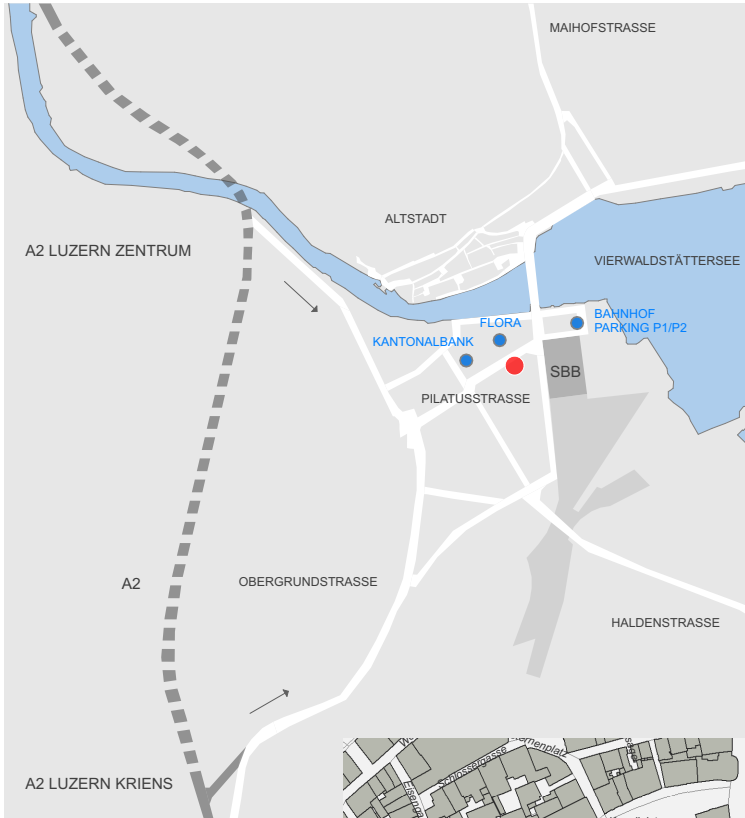 MAIHOFSTRASSE
ALTSTADT
A2 LUZERN ZENTRUM
VIERWALDSTÄTTERSEE
BAHNHOF
PARKING P1/P2
FLORA
KANTONALBANK
SBB
PILATUSSTRASSE
A2
OBERGRUNDSTRASSE
HALDENSTRASSE
A2 LUZERN KRIENS
Schlossergasse